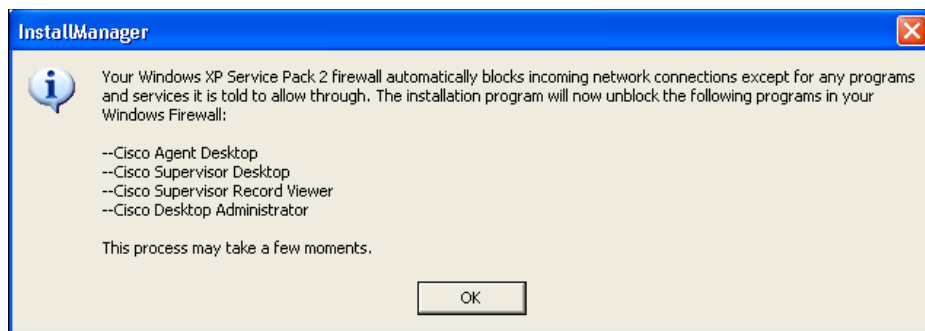 InstallManager
Your Windows XP Service Pack 2 firewall automatically blocks incoming network connections except for any programs
and services it is told to allow through. The installation program will now unblock the following programs in your
Windows Firewall:
--Cisco Agent Desktop
--Cisco Supervisor Desktop
--Cisco Supervisor Record Viewer
--Cisco Desktop Administrator
This process may take a few moments.
OK